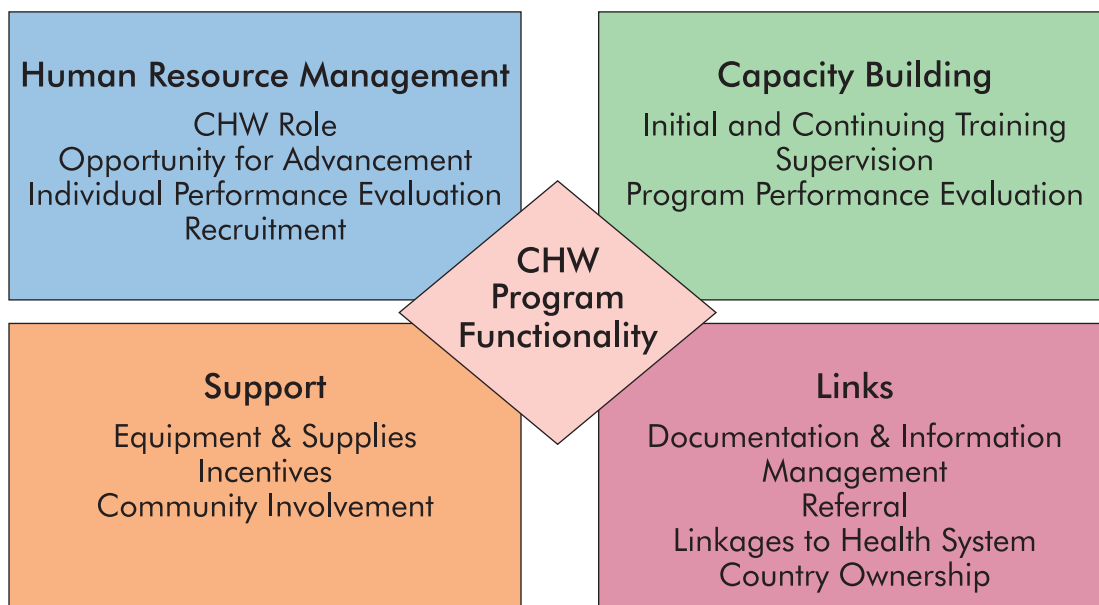 Human Resource Management
CHW Role
Opportunity for Advancement
Individual Performance Evaluation
Recruitment
Capacity Building
Initial and Continuing Training
Supervision
Program Performance Evaluation
CHW
Program
Functionality
Support
Equipment & Supplies
Incentives
Community Involvement
Links
Documentation & Information
Management
Referral
Linkages to Health System
Country Ownership